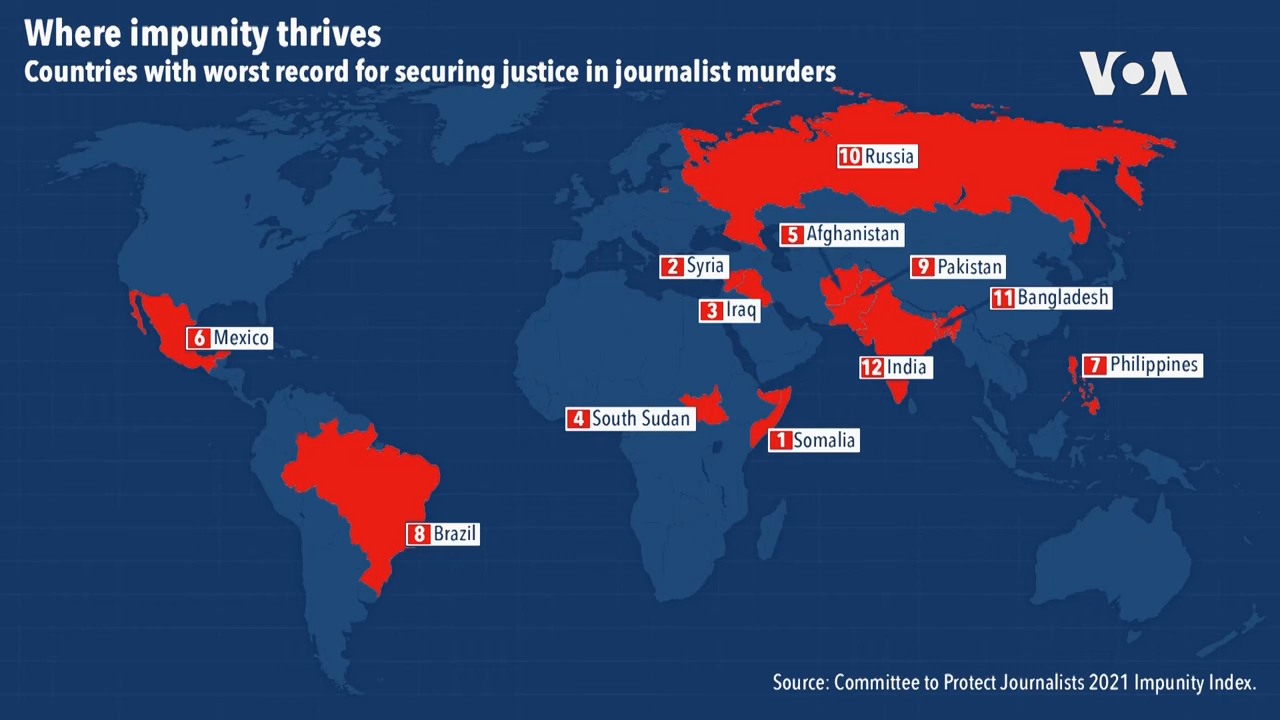 Where impunity thrives
Countries with worst record for securing justice in journalist murders
VOA
10 Russia
5 Afghanistan
2 Syria
9 Pakistan
3 Iraq
11 Bangladesh
6 Mexico
12 India
7 Philippines
4 South Sudan
1 Somalia
8 Brazil
Source: Committee to Protect Journalists 2021 Impunity Index.